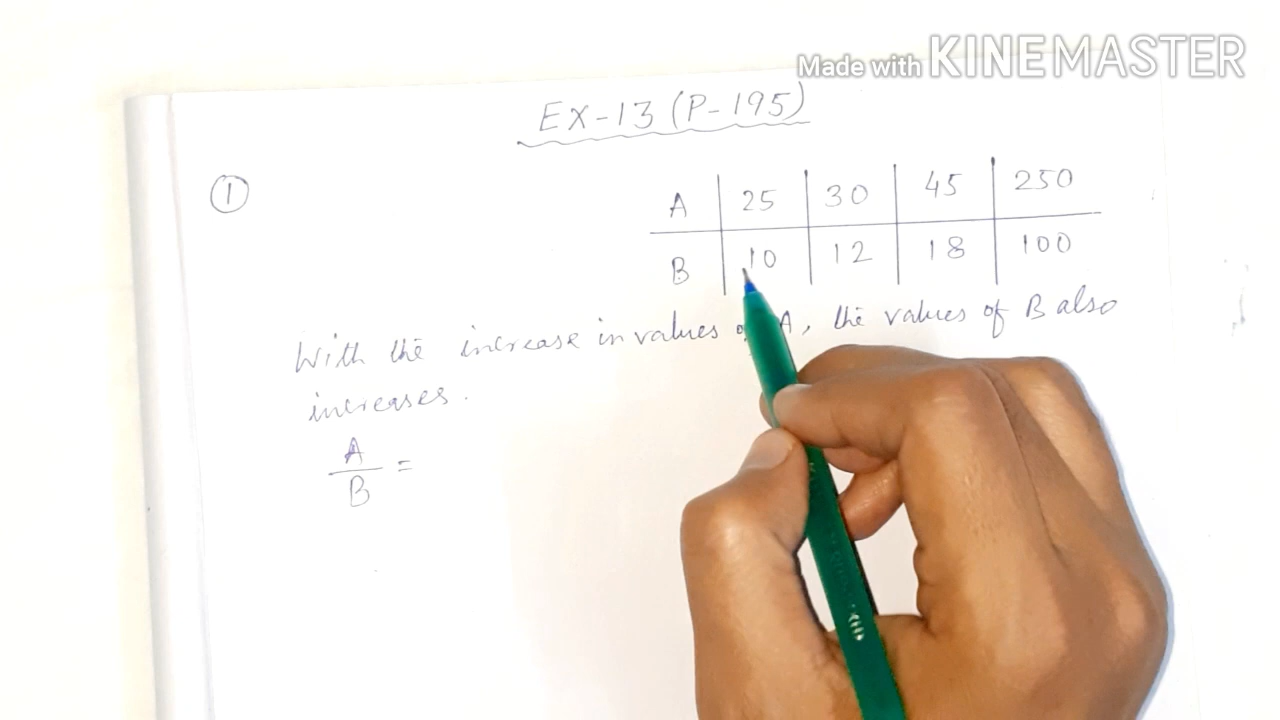 Made with KINEMASTER
EX-13 (P-195)
1
A 25 30 45 250
B 10 12 18 100
With the increase in values of A, the values of B also
increases.
A
B =